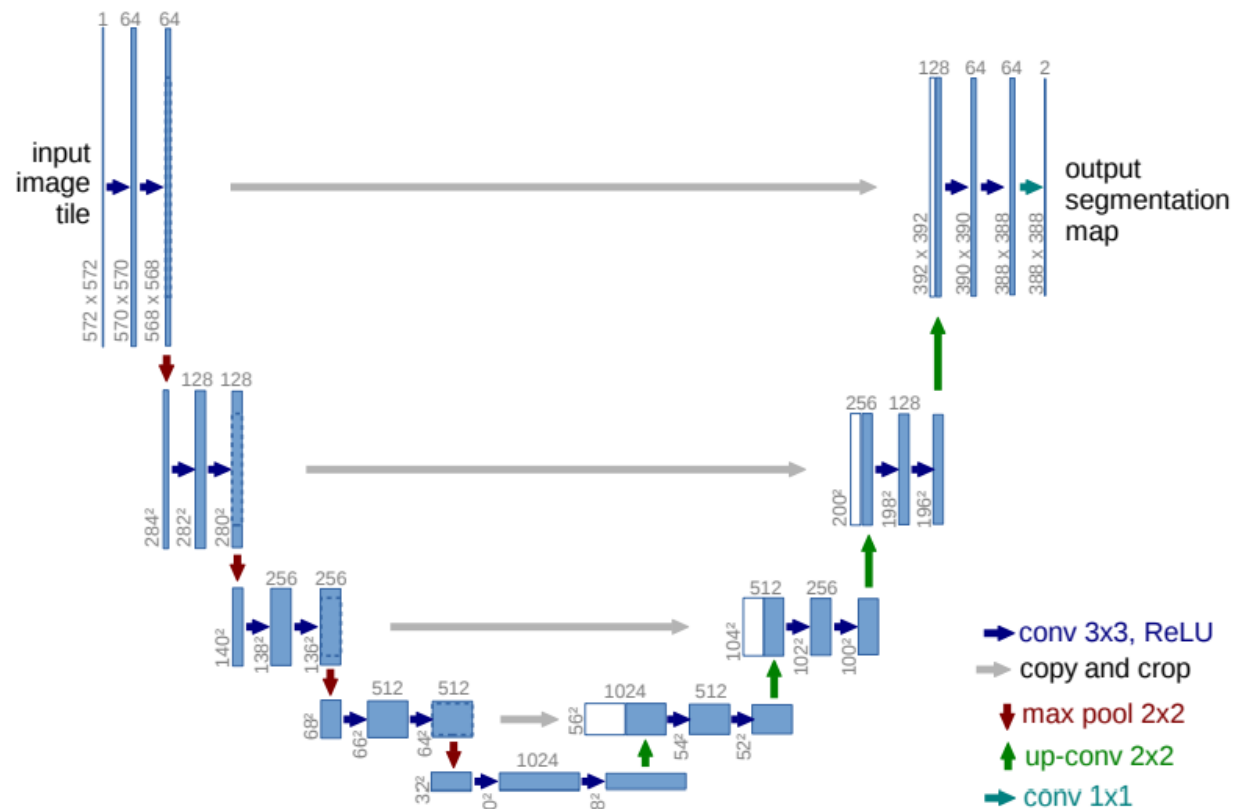 1 64 64
128 64 64 2
input
image
tile
output
segmentation
map
572 x 572
570 x 570
568 x 568
392 x 392
390 x 390
388 x 388
388 x 388
128 128
256 128
284²
282²
280²
200²
198²
196²
256 256
512 256
140²
138²
136²
104²
102²
100²
512 512
1024 512
68²
66²
64²
56²
54²
52²
1024
32²
conv 3x3, ReLU
copy and crop
max pool 2x2
up-conv 2x2
conv 1x1